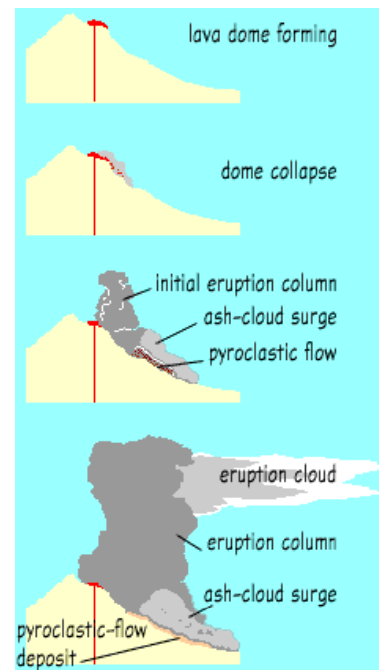 lava dome forming
dome collapse
initial eruption column
ash-cloud surge
pyroclastic flow
eruption cloud
eruption column
ash-cloud surge
pyroclastic-flow
deposit